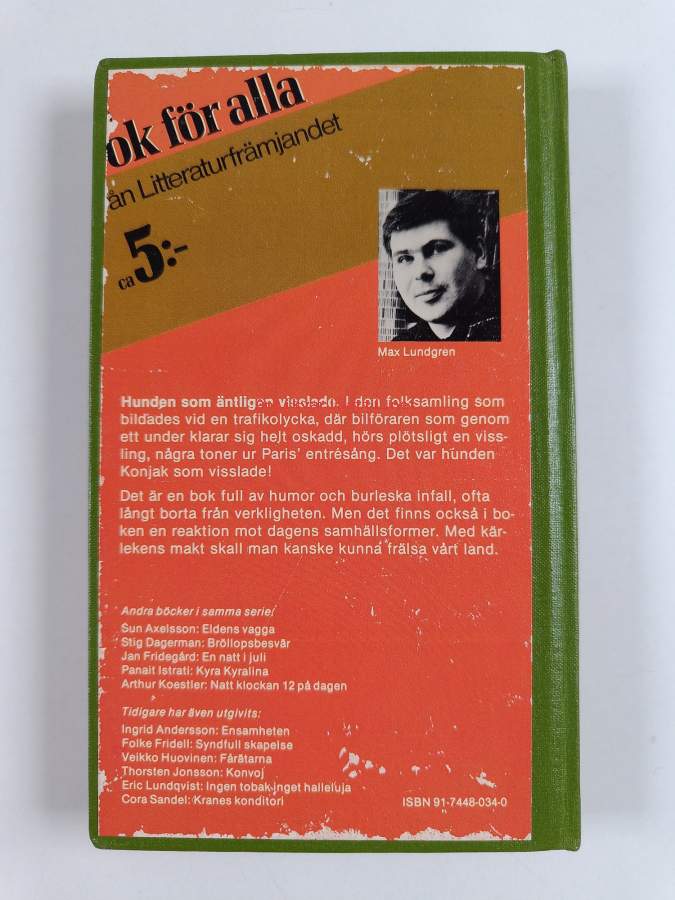 ok för alla
ån Litteraturfrämjandet
ca 5:-
Max Lundgren
Hunden som äntligen visslade. I den folksamling som
bildades vid en trafikolycka, där bilföraren som genom
ett under klarar sig helt oskadd, hörs plötsligt en viss-
ling, några toner ur Paris' entrésång. Det var hunden
Konjak som visslade!
Det är en bok full av humor och burleska infall, ofta
långt borta från verkligheten. Men det finns också i bo-
ken en reaktion mot dagens samhällsformer. Med kär-
lekens makt skall man kanske kunna frälsa vårt land.
Andra böcker i samma serie:
Sun Axelsson: Eldens vagga
Stig Dagerman: Bröllopsbesvär
Jan Fridegård: En natt i juli
Panait Istrati: Kyra Kyralina
Arthur Koestler: Natt klockan 12 på dagen
Tidigare har även utgivits:
Ingrid Andersson: Ensamheten
Folke Fridell: Syndfull skapelse
Veikko Huovinen: Fårätarna
Thorsten Jonsson: Konvoj
Eric Lundqvist: Ingen tobak inget halleluja
Cora Sandel: Kranes konditori
ISBN 91-7448-034-0